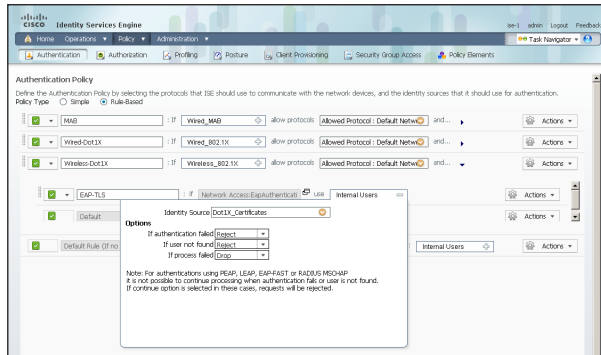 CISCO Identity Services Engine ise-1 admin Logout Feedback
Home Operations Policy Administration Task Navigator
Authentication Authorization Profiling Posture Client Provisioning Security Group Access Policy Elements
Authentication Policy
Define the Authentication Policy by selecting the protocols that ISE should use to communicate with the network devices, and the identity sources that it should use for authentication.
Policy Type Simple Rule-Based
MAB : If Wired_MAB allow protocols Allowed Protocol : Default Netwo and... Actions
Wired-Dot1X : If Wired_802.1X allow protocols Allowed Protocol : Default Netwo and... Actions
Wireless-Dot1X : If Wireless_802.1X allow protocols Allowed Protocol : Default Netwo and... Actions
EAP-TLS : if Network Access:EapAuthenticati use Internal Users Actions
Default Actions
Identity Source Dot1X_Certificates
Options
If authentication failed Reject
If user not found Reject
If process failed Drop
Note: For authentications using PEAP, LEAP, EAP-FAST or RADIUS MSCHAP
it is not possible to continue processing when authentication fails or user is not found.
If continue option is selected in these cases, requests will be rejected.
Default Rule (If no : Internal Users Actions